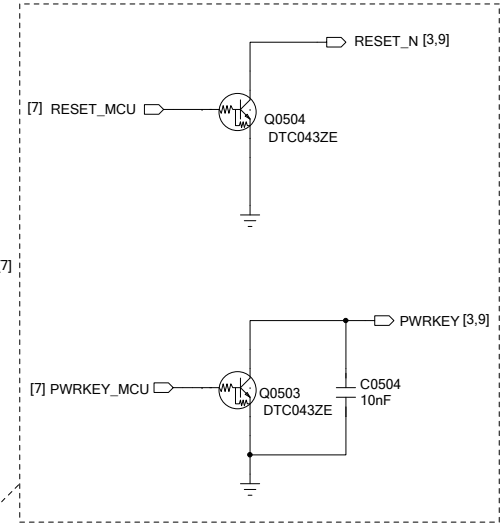 RESET_N [3,9]
[7] RESET_MCU
Q0504
DTC043ZE
7]
PWRKEY [3,9]
[7] PWRKEY_MCU
Q0503
DTC043ZE
C0504
10nF